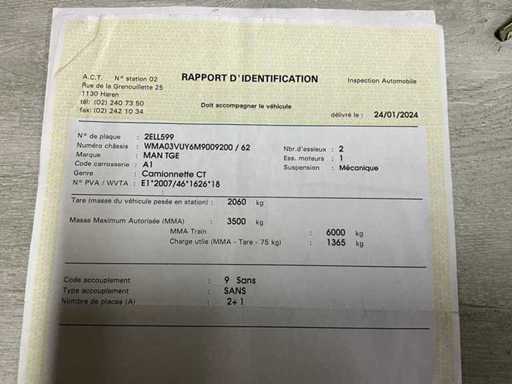 A.C.T. N° station 02
Rue de la Grenouillette 25
1130 Haren
tél: (02) 240 73 50
fax: (02) 242 10 34
RAPPORT D'IDENTIFICATION
Inspection Automobile
Doit accompagner le véhicule
délivré le : 24/01/2024
N° de plaque : 2ELL599
Numéro châssis : WMA03VUY6M9009200 / 62
Marque : MAN TGE
Code carrosserie : A1
Genre : Camionnette CT
N° PVA / WVTA : E1*2007/46*1626*18
Nbr.d'essieux : 2
Ess. moteurs : 1
Suspension : Mécanique
Tare (masse du véhicule pesée en station) : 2060 kg
Masse Maximum Autorisée (MMA) : 3500 kg
MMA Train : 6000 kg
Charge utile (MMA - Tare - 75 kg) : 1365 kg
Code accouplement : 9 Sans
Type accouplement : SANS
Nombre de places (A) : 2+1